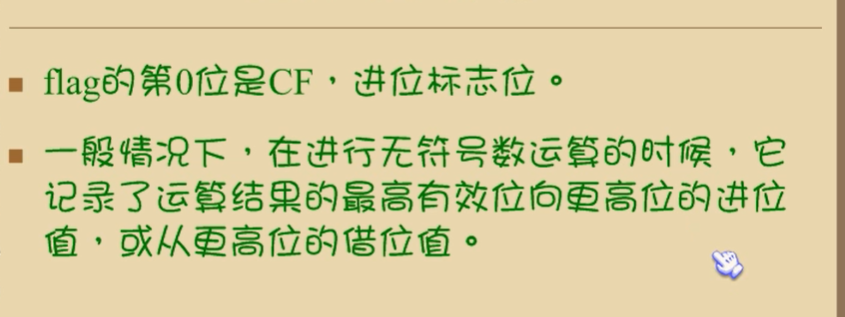 flag的第0位是CF，进位标志位。
一般情况下，在进行无符号数运算的时候，它
记录了运算结果的最高有效位向更高位的进位
值，或从更高位的借位值。